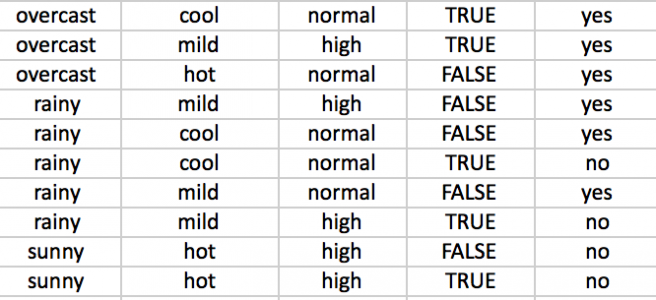 overcast cool normal TRUE yes
overcast mild high TRUE yes
overcast hot normal FALSE yes
rainy mild high FALSE yes
rainy cool normal FALSE yes
rainy cool normal TRUE no
rainy mild normal FALSE yes
rainy mild high TRUE no
sunny hot high FALSE no
sunny hot high TRUE no